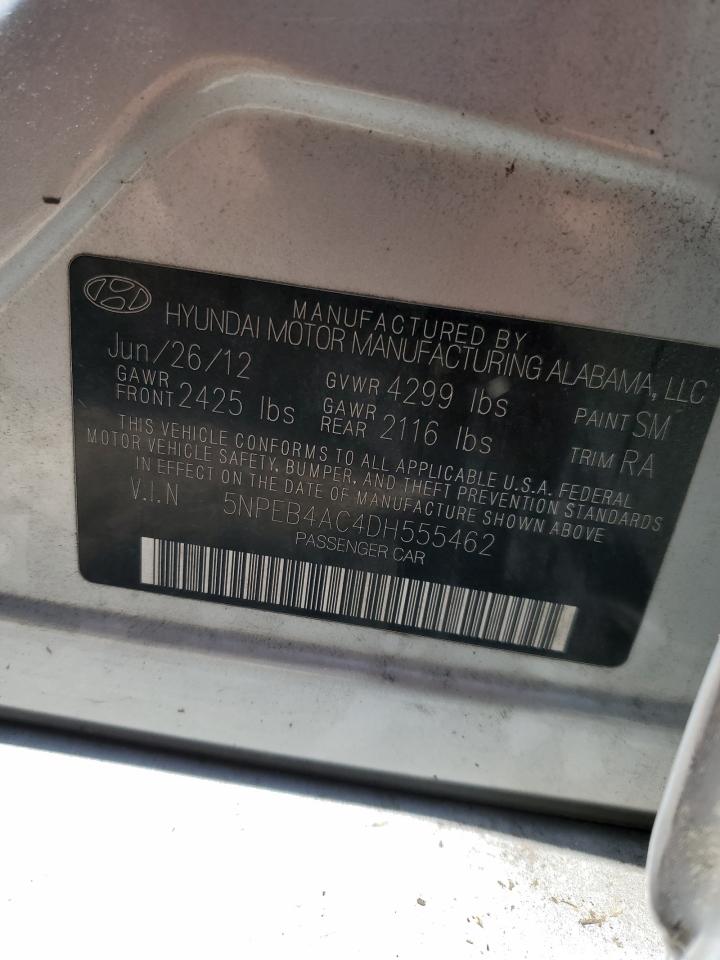 MANUFACTURED BY
HYUNDAI MOTOR MANUFACTURING ALABAMA, LLC
Jun/26/12 GVWR 4299 lbs PAINT SM
GAWR FRONT 2425 lbs GAWR REAR 2116 lbs TRIM RA
THIS VEHICLE CONFORMS TO ALL APPLICABLE U.S.A. FEDERAL
MOTOR VEHICLE SAFETY, BUMPER, AND THEFT PREVENTION STANDARDS
IN EFFECT ON THE DATE OF MANUFACTURE SHOWN ABOVE
V.I.N 5NPEB4AC4DH555462
PASSENGER CAR